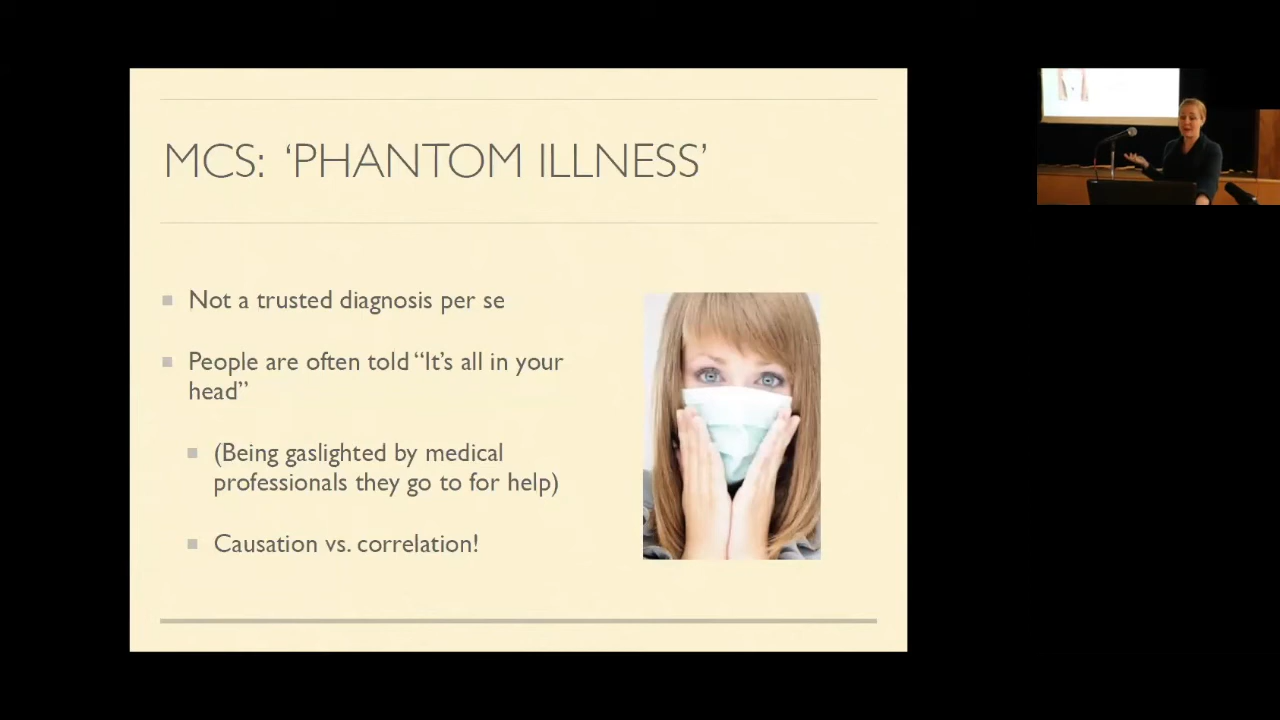 MCS: ‘PHANTOM ILLNESS’
Not a trusted diagnosis per se
People are often told “It’s all in your
head”
(Being gaslighted by medical
professionals they go to for help)
Causation vs. correlation!